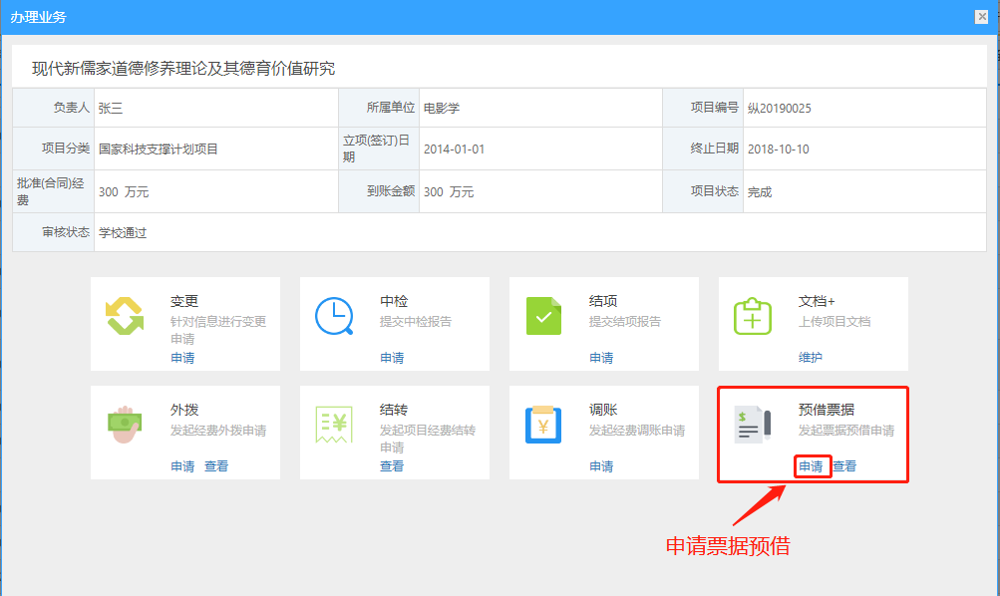 办理业务
现代新儒家道德修养理论及其德育价值研究
负责人 张三 所属单位 电影学 项目编号 纵20190025
项目分类 国家科技支撑计划项目 立项(签订)日期 2014-01-01 终止日期 2018-10-10
批准(合同)经费 300 万元 到账金额 300 万元 项目状态 完成
审核状态 学校通过
变更
针对信息进行变更
申请
申请
中检
提交中检报告
申请
结项
提交结项报告
申请
文档+
上传项目文档
维护
外拨
发起经费外拨申请
申请 查看
结转
发起项目经费结转
申请
查看
调账
发起经费调账申请
申请
预借票据
发起票据预借申请
申请 查看
申请票据预借